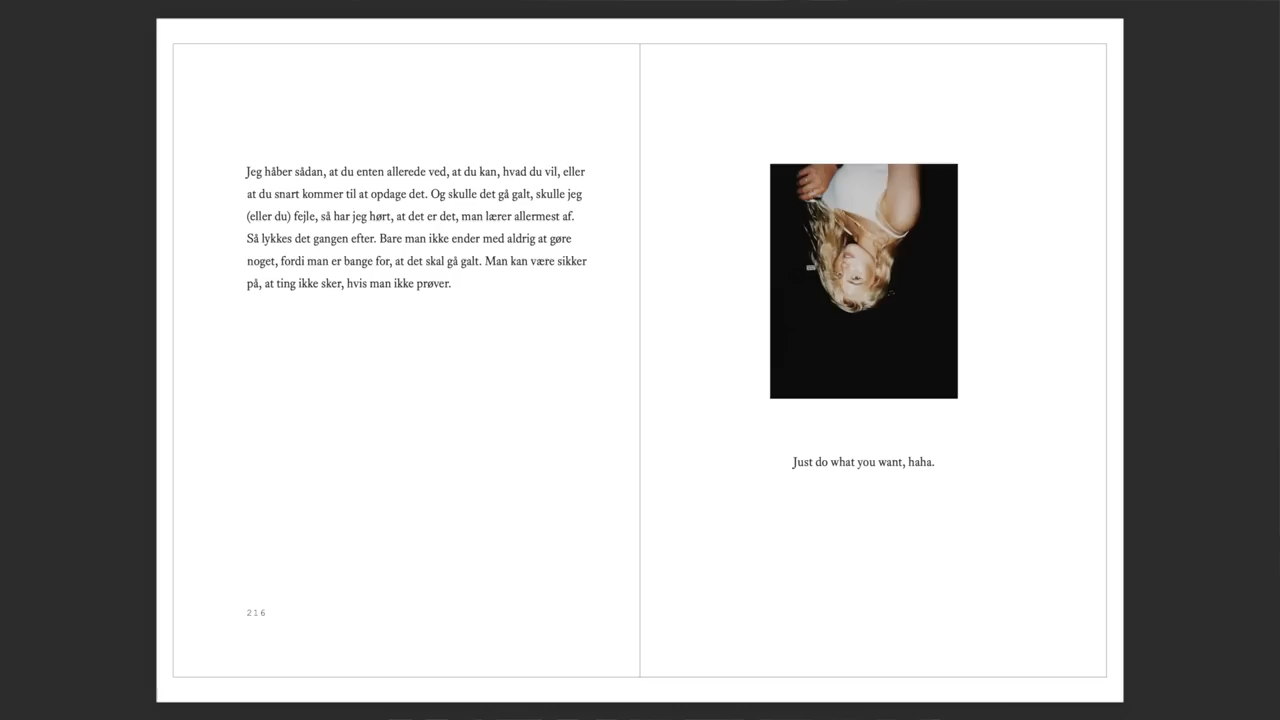 Jeg håber sådan, at du enten allerede ved, at du kan, hvad du vil, eller
at du snart kommer til at opdage det. Og skulle det gå galt, skulle jeg
(eller du) fejle, så har jeg hørt, at det er det, man lærer allermest af.
Så lykkes det gangen efter. Bare man ikke ender med aldrig at gøre
noget, fordi man er bange for, at det skal gå galt. Man kan være sikker
på, at ting ikke sker, hvis man ikke prøver.
216
Just do what you want, haha.